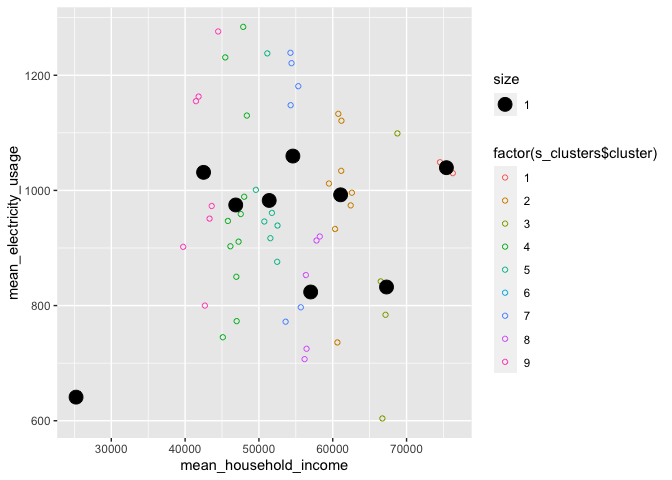 1200
1000
800
600
mean_electricity_usage
30000 40000 50000 60000 70000
mean_household_income
size
1
factor(s_clusters$cluster)
1
2
3
4
5
6
7
8
9